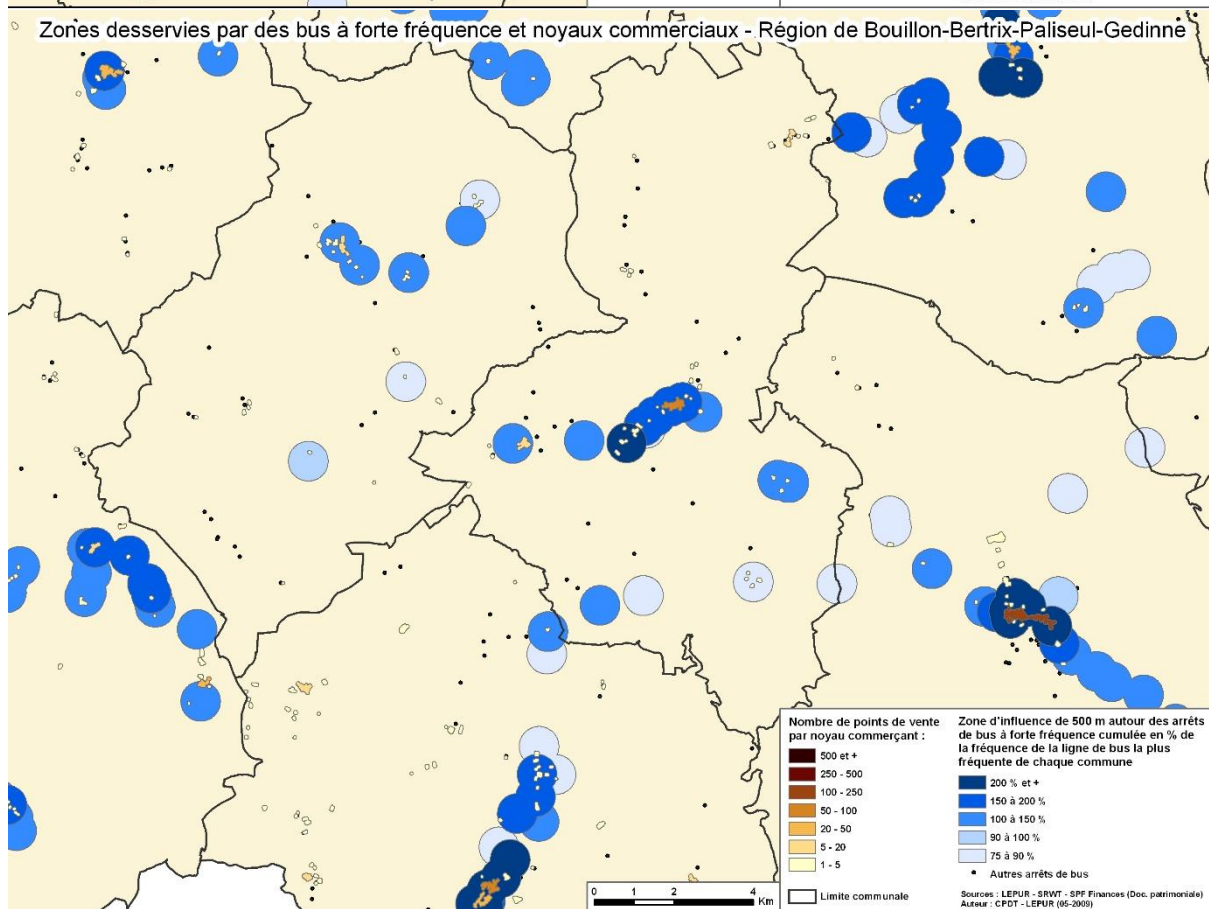 Zones desservies par des bus à forte fréquence et noyaux commerciaux - Région de Bouillon-Bertrix-Paliseul-Gedinne
Nombre de points de vente
par noyau commerçant :
500 et +
250 - 500
100 - 250
50 - 100
20 - 50
5 - 20
1 - 5
Limite communale
Zone d'influence de 500 m autour des arrêts
de bus à forte fréquence cumulée en % de
la fréquence de la ligne de bus la plus
fréquente de chaque commune
200 % et +
150 à 200 %
100 à 150 %
90 à 100 %
75 à 90 %
Autres arrêts de bus
0 1 2 4
Km
Sources : LEPUR - SRWT - SPF Finances (Doc. patrimoniale)
Auteur : CPDT - LEPUR (05-2009)